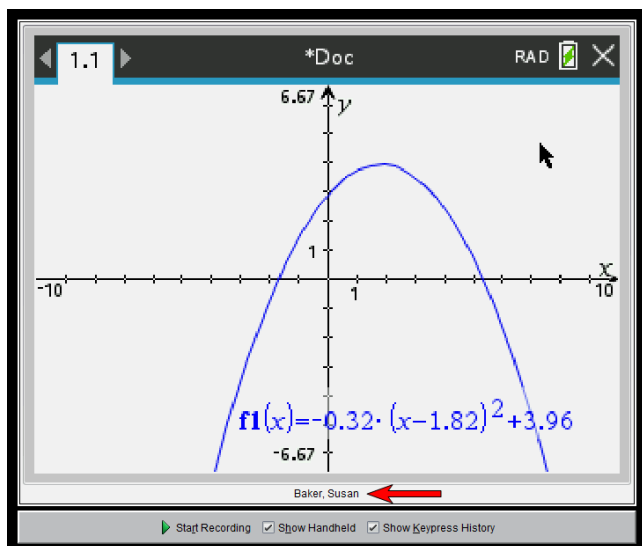 1.1 *Doc RAD
6.67 y
1
x
-10 1 10
f1(x)=-0.32·(x-1.82)²+3.96
-6.67
Baker, Susan
Start Recording Show Handheld Show Keypress History